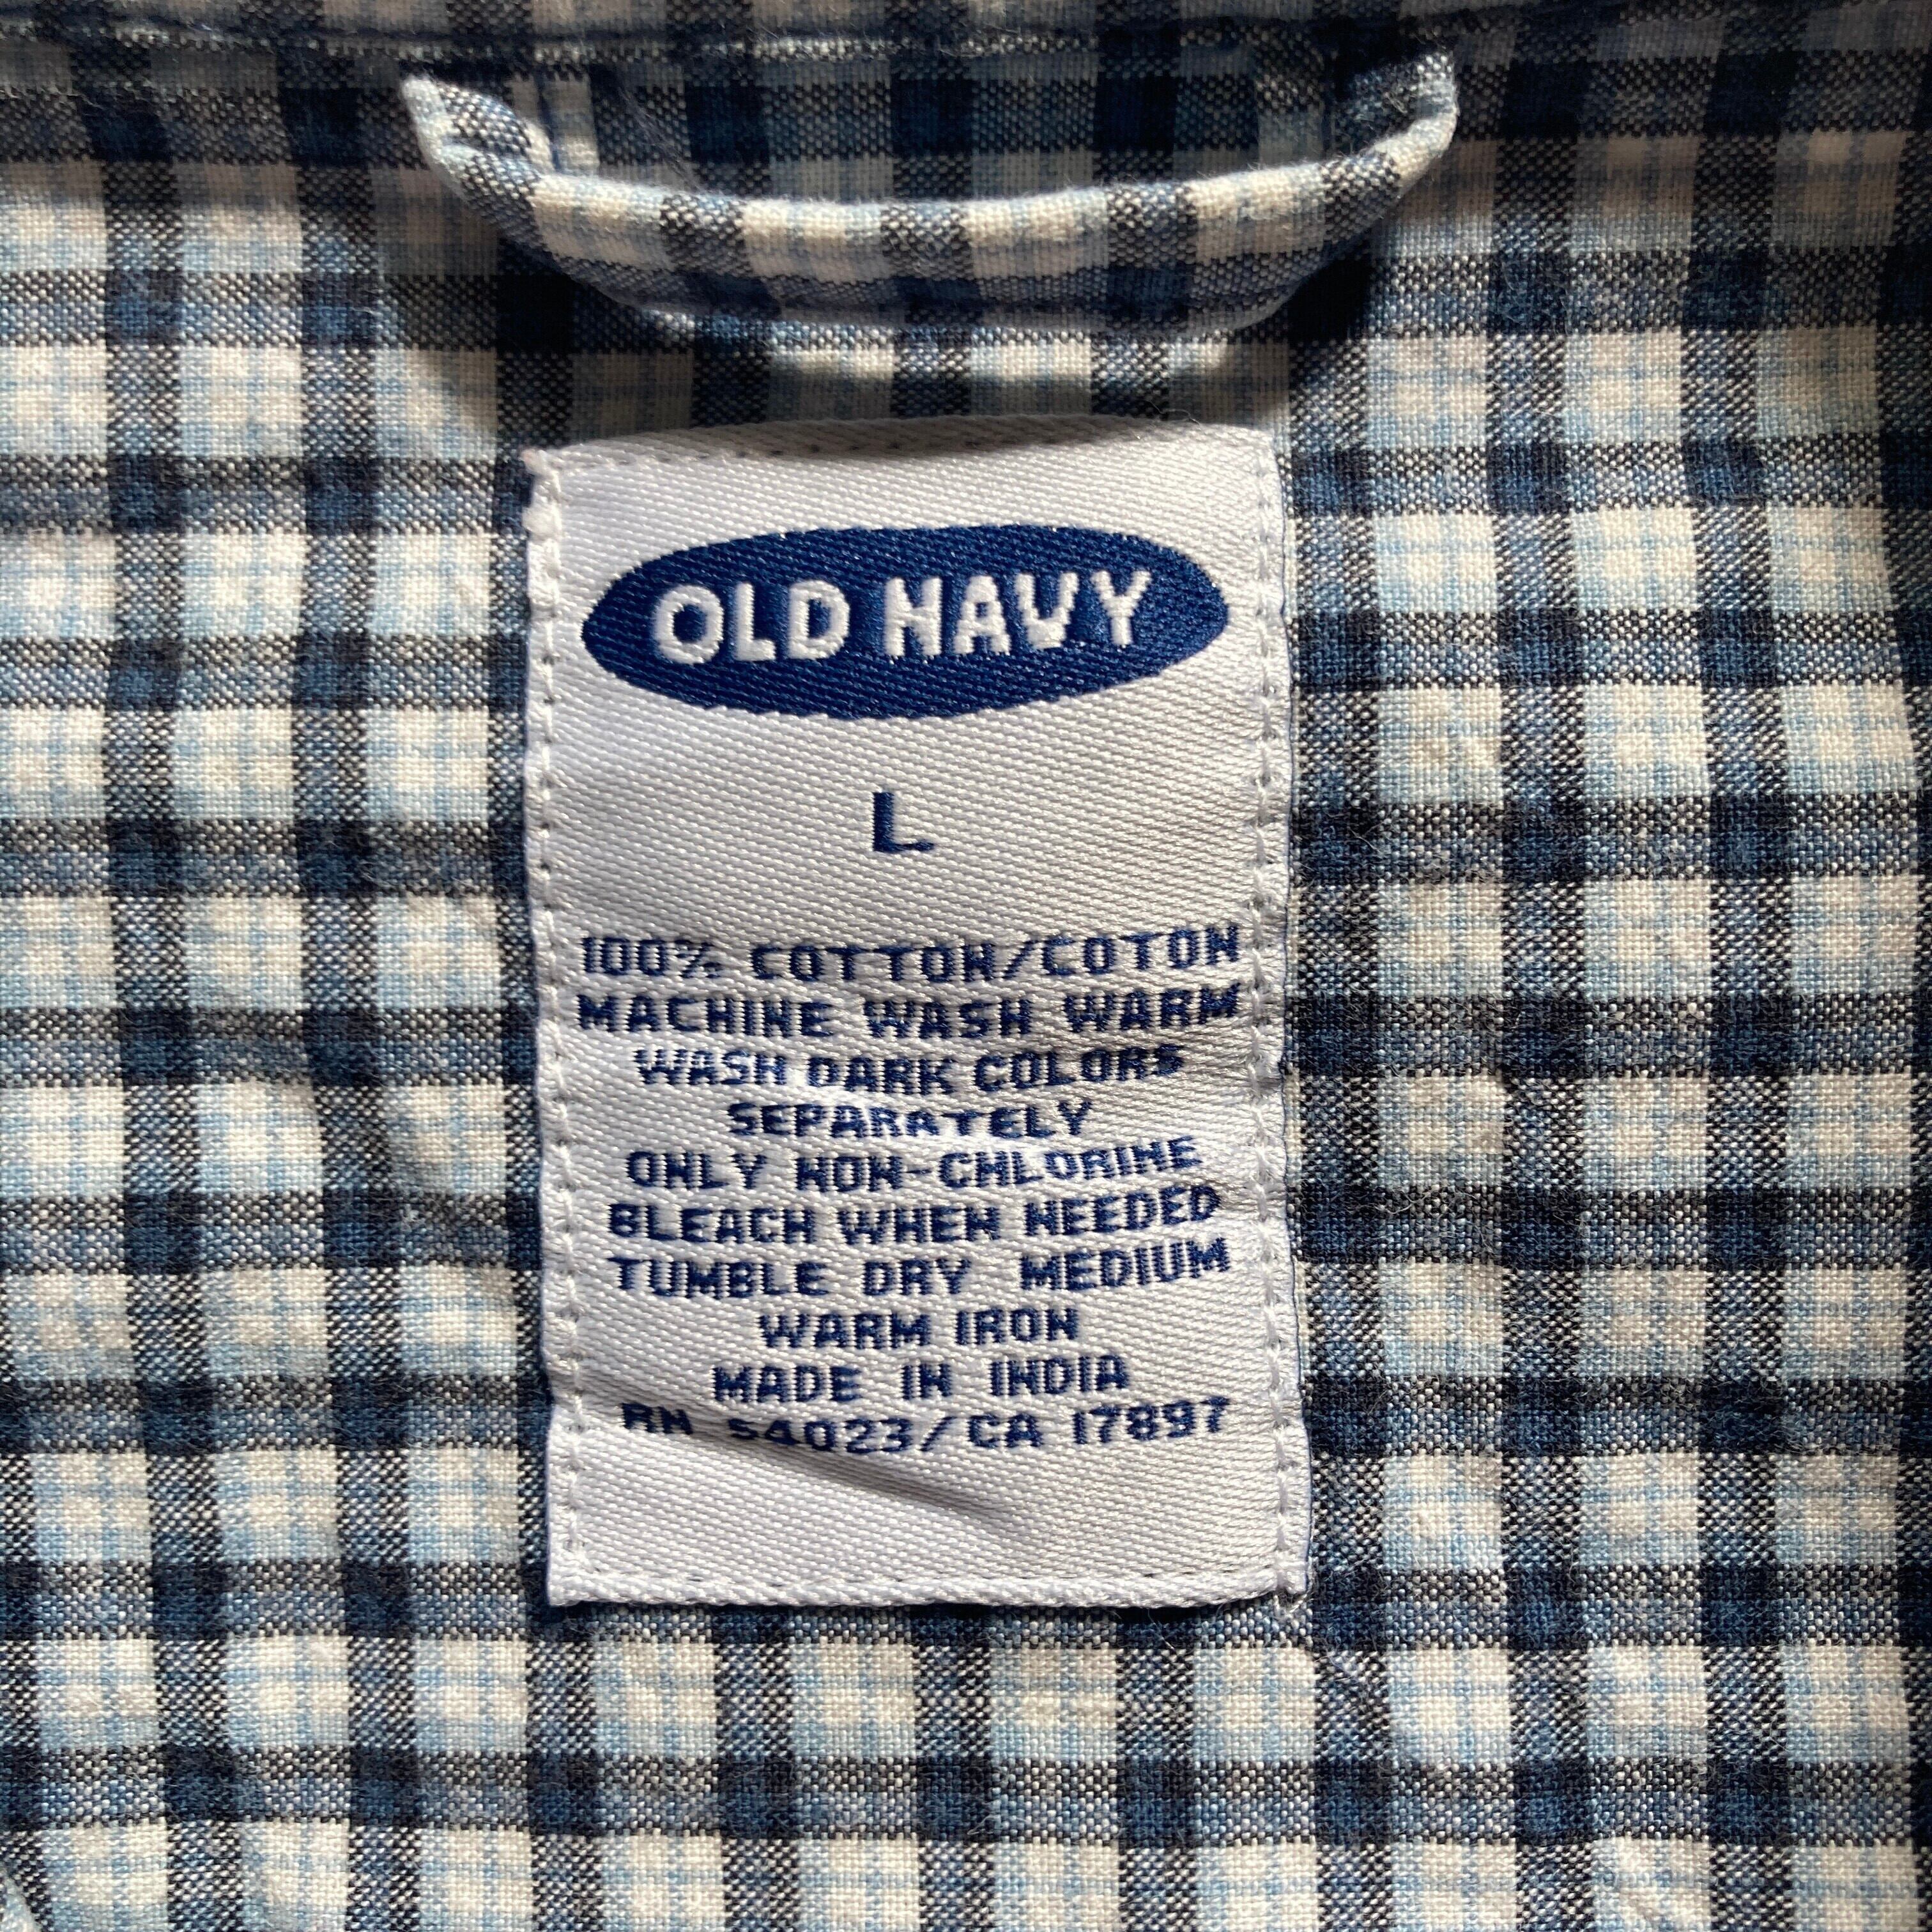 OLD NAVY
L
100% COTTON/COTON
MACHINE WASH WARM
WASH DARK COLORS
SEPARATELY
ONLY NON-CHLORINE
BLEACH WHEN NEEDED
TUMBLE DRY MEDIUM
WARM IRON
MADE IN INDIA
RN 54023/CA 17897